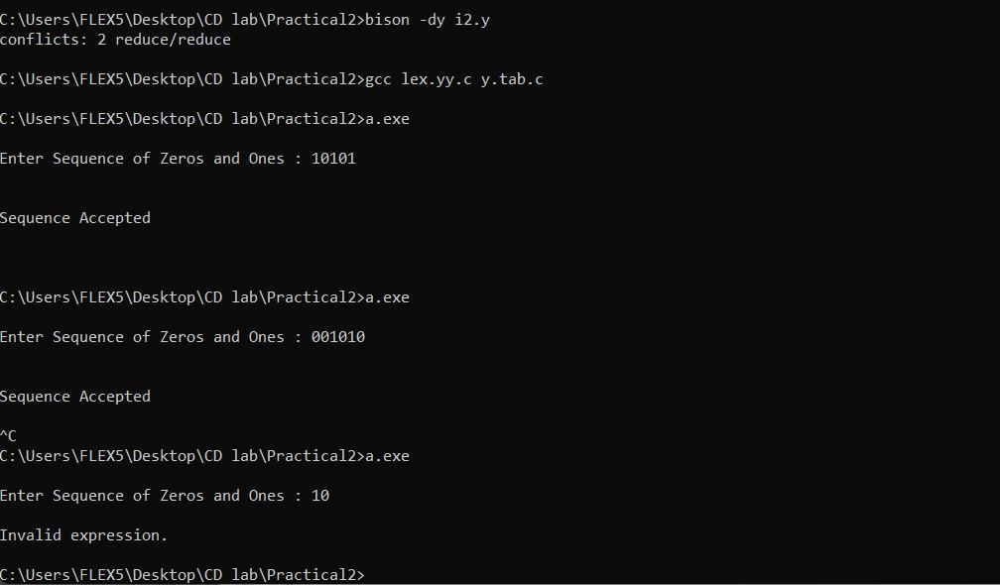 C:\Users\FLEX5\Desktop\CD lab\Practical2>bison -dy i2.y
conflicts: 2 reduce/reduce
C:\Users\FLEX5\Desktop\CD lab\Practical2>gcc lex.yy.c y.tab.c
C:\Users\FLEX5\Desktop\CD lab\Practical2>a.exe
Enter Sequence of Zeros and Ones : 10101
Sequence Accepted
C:\Users\FLEX5\Desktop\CD lab\Practical2>a.exe
Enter Sequence of Zeros and Ones : 001010
Sequence Accepted
^C
C:\Users\FLEX5\Desktop\CD lab\Practical2>a.exe
Enter Sequence of Zeros and Ones : 10
Invalid expression.
C:\Users\FLEX5\Desktop\CD lab\Practical2>